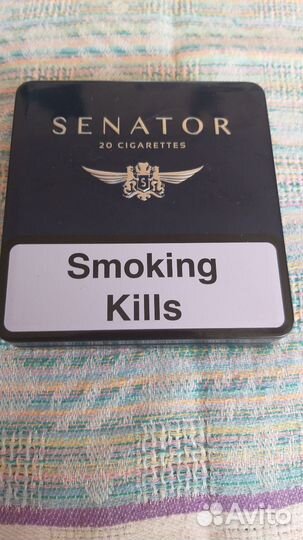 SENATOR
20 CIGARETTES
S
Smoking
Kills
Avito